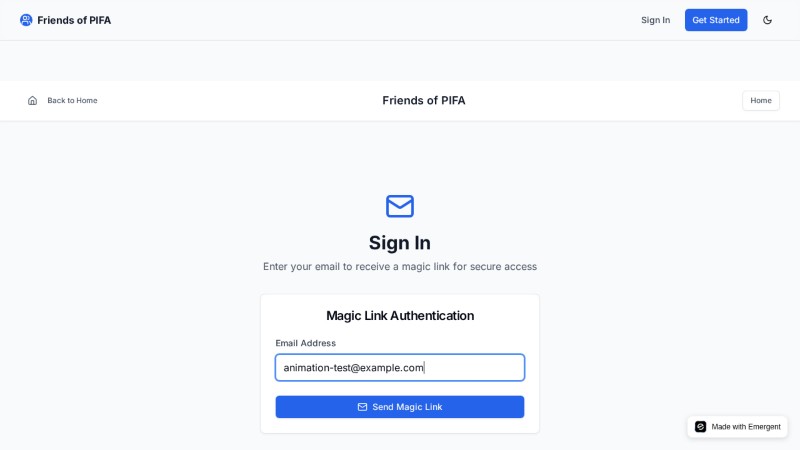 Friends of PIFA
Sign In
Get Started
Back to Home
Friends of PIFA
Home
Sign In
Enter your email to receive a magic link for secure access
Magic Link Authentication
Email Address
animation-test@example.com
Send Magic Link
Made with Emergent